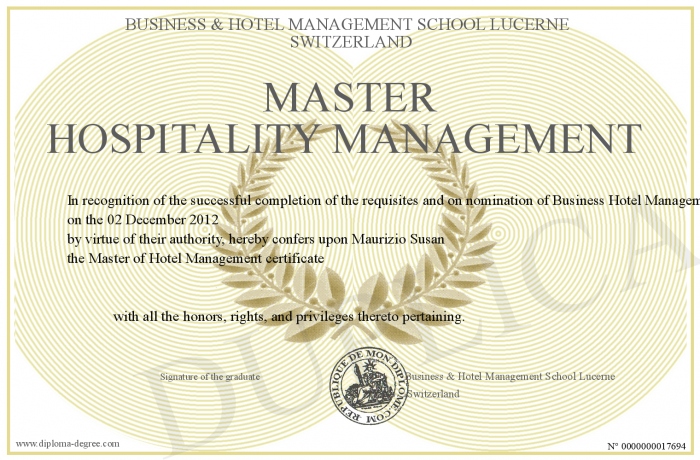 BUSINESS & HOTEL MANAGEMENT SCHOOL LUCERNE
SWITZERLAND
MASTER
HOSPITALITY MANAGEMENT
In recognition of the successful completion of the requisites and on nomination of Business Hotel Managem
on the 02 December 2012
by virtue of their authority, hereby confers upon Maurizio Susan
the Master of Hotel Management certificate
with all the honors, rights, and privileges thereto pertaining.
Signature of the graduate
REPUBLIQUE DE MON-DIPLOME.COM
Business & Hotel Management School Lucerne
Switzerland
www.diploma-degree.com
N° 0000000017694